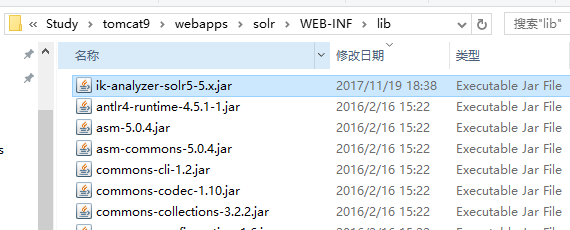 « Study › tomcat9 › webapps › solr › WEB-INF › lib
搜索"lib"
名称 修改日期 类型
ik-analyzer-solr5-5.x.jar 2017/11/19 18:38 Executable Jar File
antlr4-runtime-4.5.1-1.jar 2016/2/16 15:22 Executable Jar File
asm-5.0.4.jar 2016/2/16 15:22 Executable Jar File
asm-commons-5.0.4.jar 2016/2/16 15:22 Executable Jar File
commons-cli-1.2.jar 2016/2/16 15:22 Executable Jar File
commons-codec-1.10.jar 2016/2/16 15:22 Executable Jar File
commons-collections-3.2.2.jar 2016/2/16 15:22 Executable Jar File